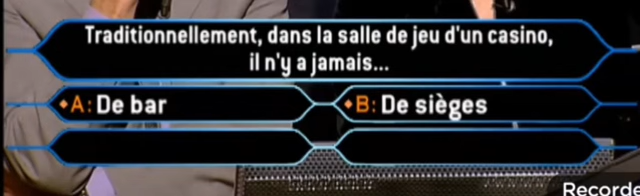 Traditionnellement, dans la salle de jeu d'un casino,
il n'y a jamais...
A: De bar
B: De sièges
Recorde